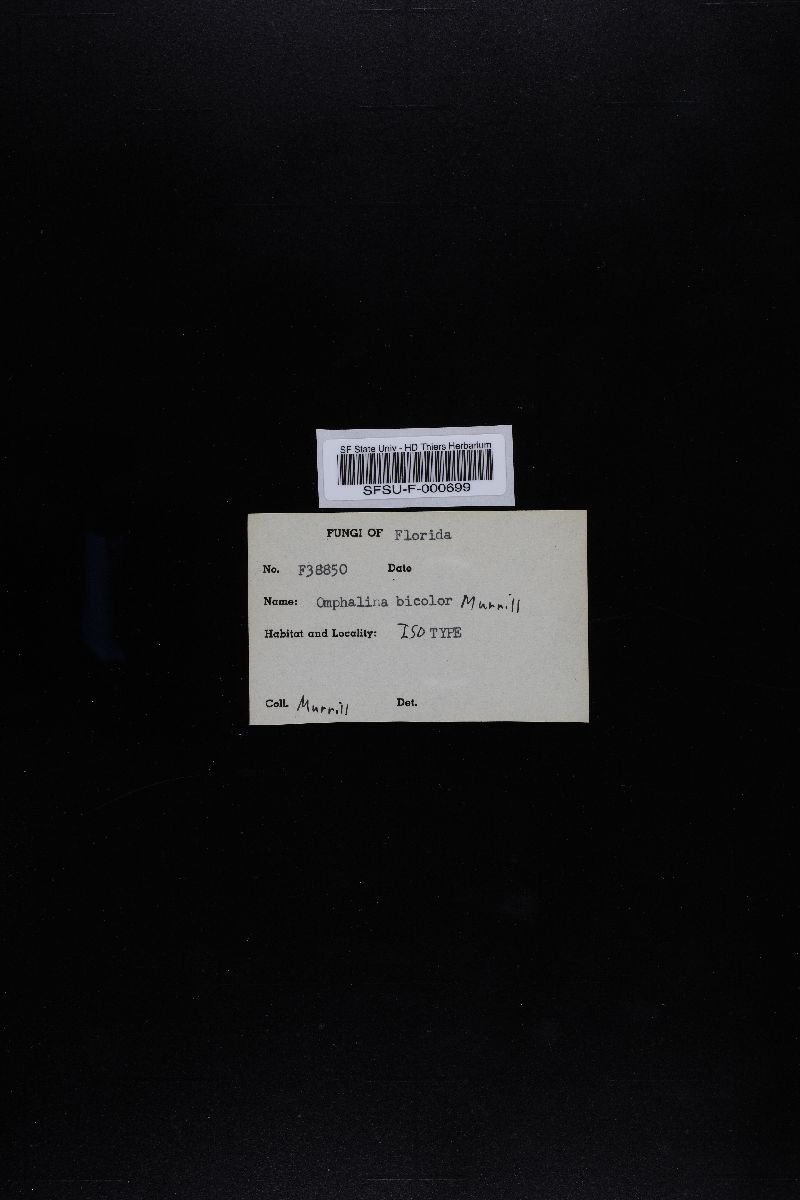 SF State Univ - HD Thiers Herbarium
SFSU-F-000699
FUNGI OF Florida
No. F38850 Date
Name: Omphalina bicolor Murrill
Habitat and Locality: ISO TYPE
Coll. Murrill Det.